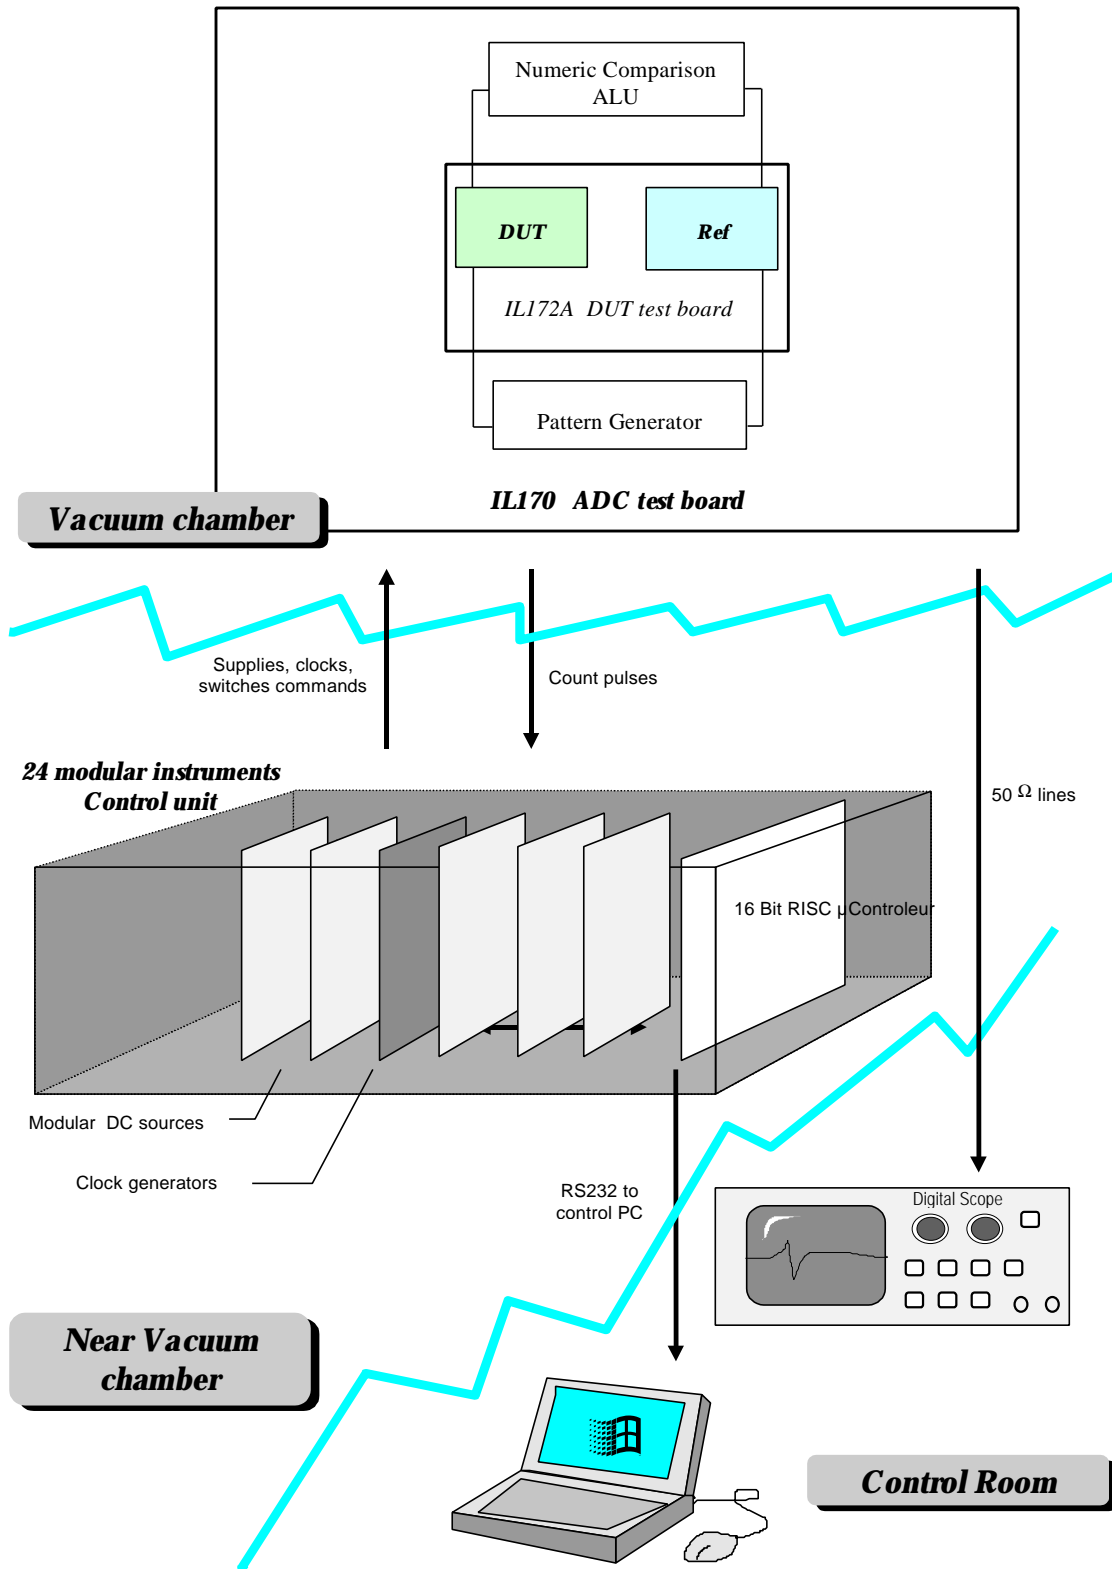 Numeric Comparison
ALU
DUT
Ref
IL172A DUT test board
Pattern Generator
IL170 ADC test board
Vacuum chamber
Supplies, clocks,
switches commands
Count pulses
24 modular instruments
Control unit
50 Ω lines
16 Bit RISC µControleur
Modular DC sources
Clock generators
RS232 to
control PC
Digital Scope
Near Vacuum
chamber
Control Room